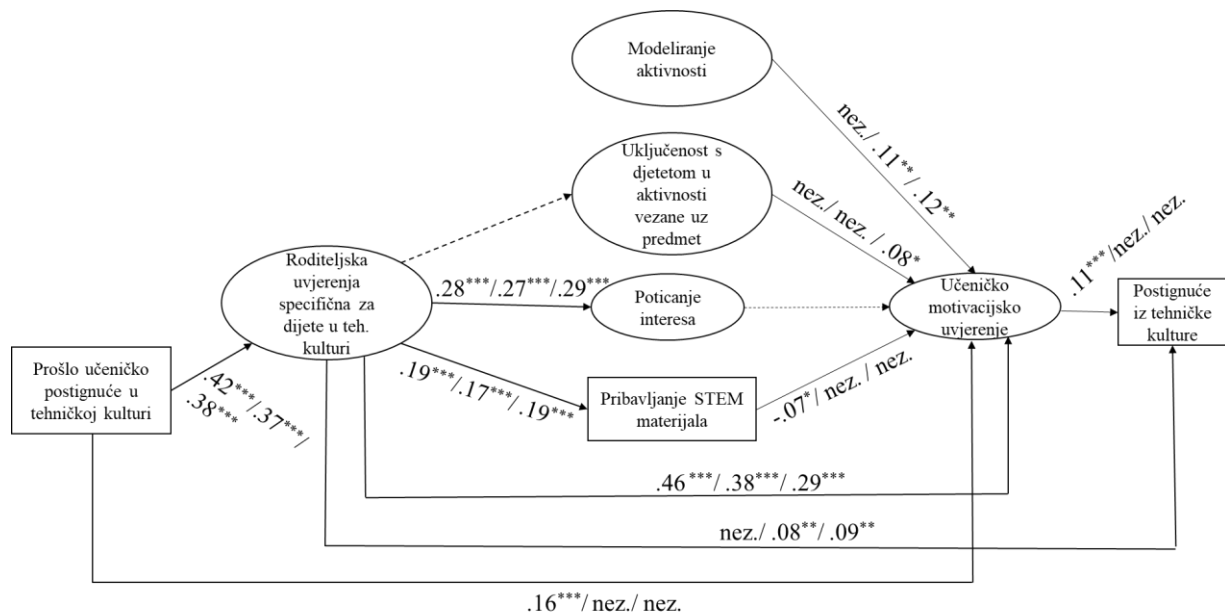 Modeliranje
aktivnosti
nez./ .11**/ .12**
Uključenost s
djetetom u
aktivnosti
vezane uz
predmet
nez./ nez. / .08*
.11***/nez./ nez.
Roditeljska
uvjerenja
specifična za
dijete u teh.
kulturi
.28***/.27***/.29***
Poticanje
interesa
Učeničko
motivacijsko
uvjerenje
Postignuće
iz tehničke
kulture
Prošlo učeničko
postignuće u
tehničkoj kulturi
.42***/.37***/
.38***
.19***/.17***/ .19***
Pribavljanje STEM
materijala
-.07*/ nez. / nez.
.46***/ .38***/ .29***
nez./ .08**/ .09**
.16***/ nez./ nez.